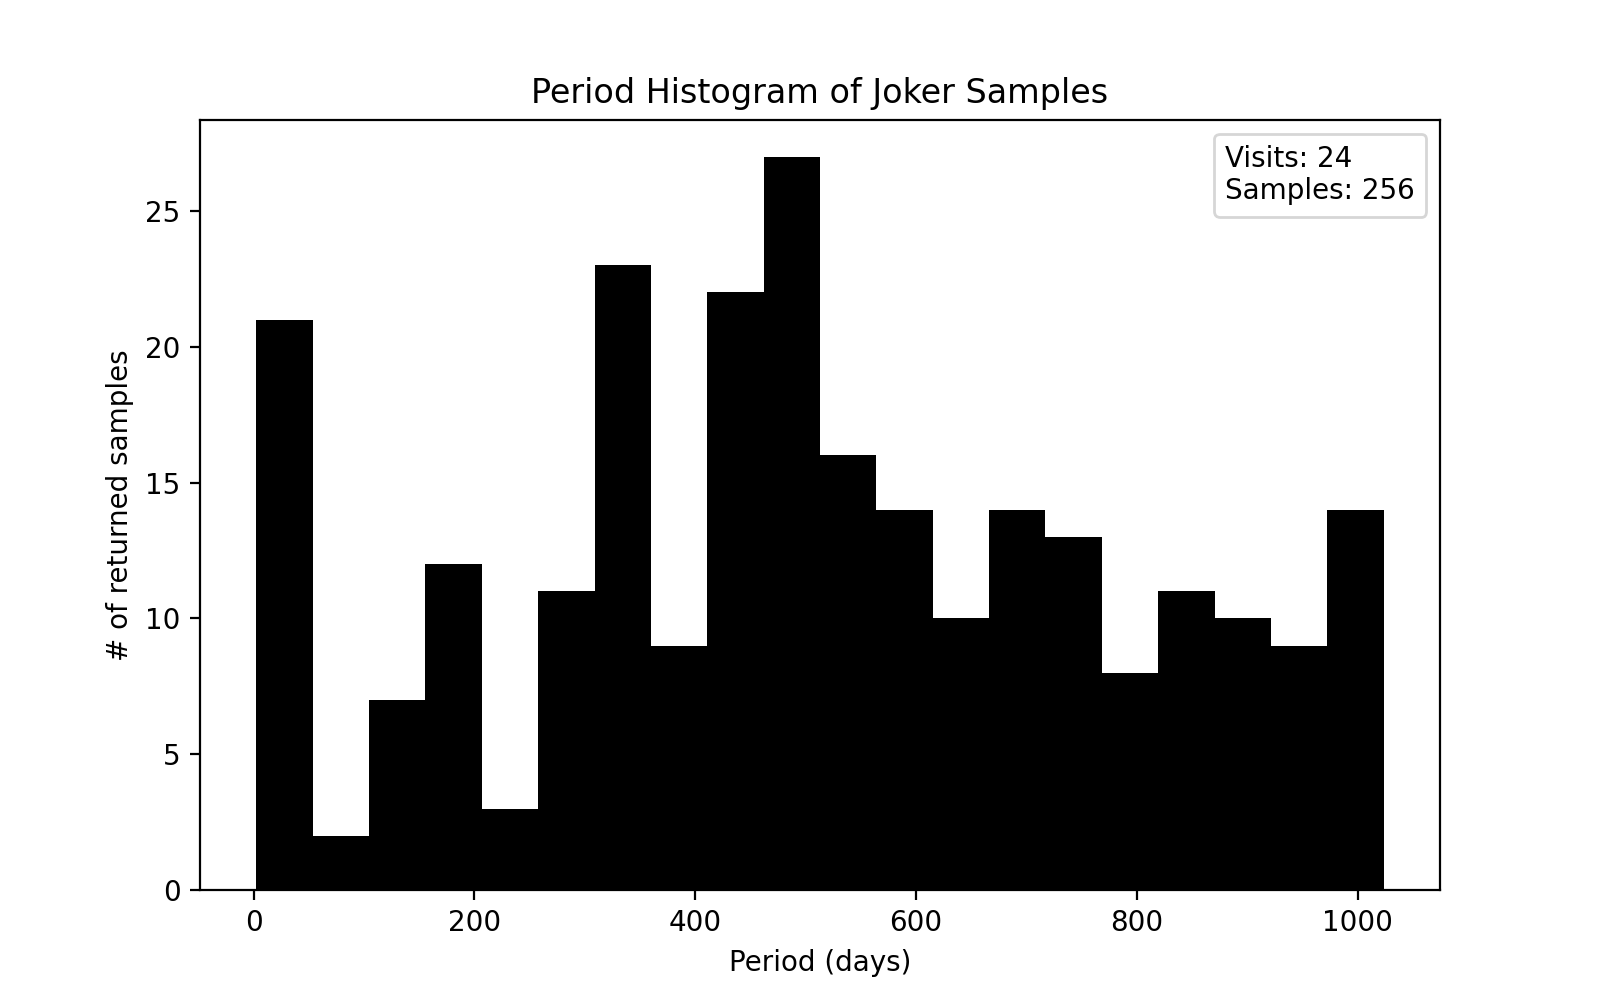 Period Histogram of Joker Samples
Visits: 24
Samples: 256
# of returned samples
25
20
15
10
5
0
0 200 400 600 800 1000
Period (days)